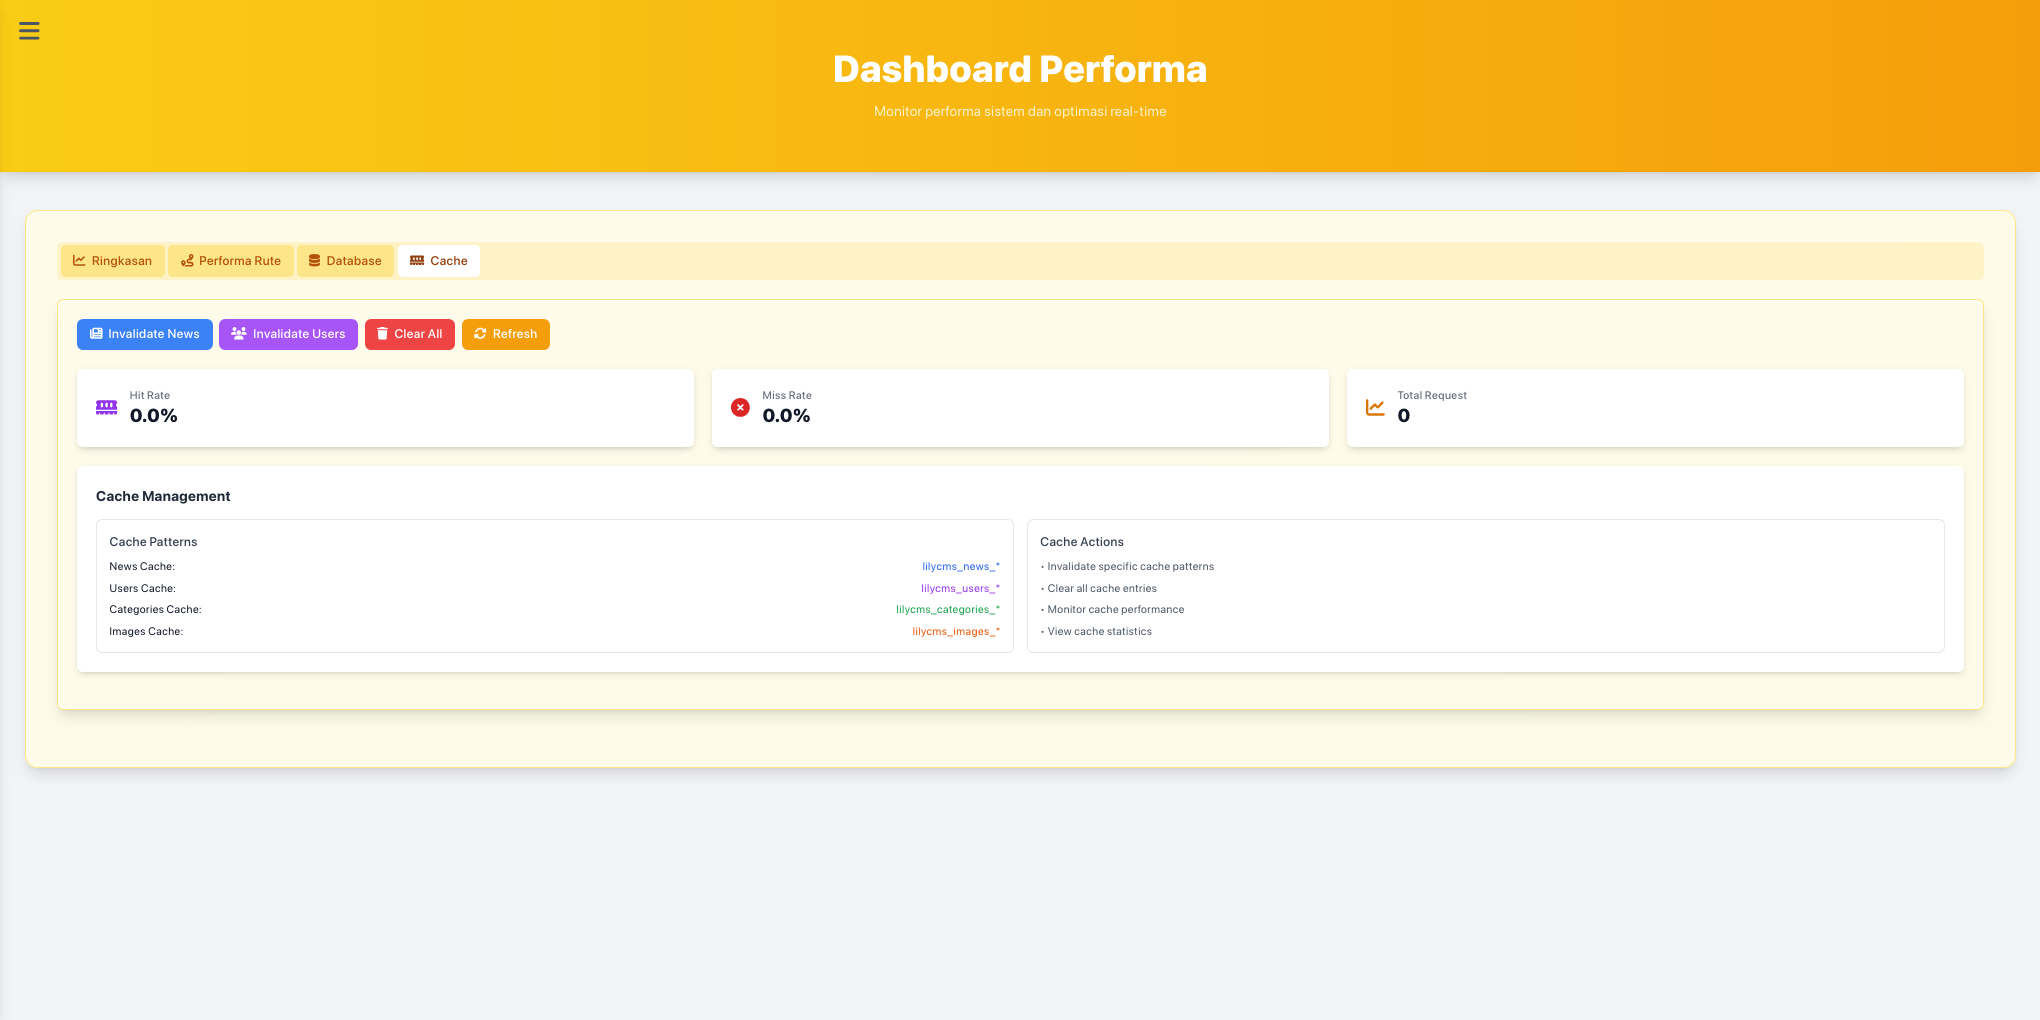 Dashboard Performa
Monitor performa sistem dan optimasi real-time
Ringkasan Performa Rute Database Cache
Invalidate News Invalidate Users Clear All Refresh
Hit Rate
0.0%
Miss Rate
0.0%
Total Request
0
Cache Management
Cache Patterns
News Cache: lilycms_news_*
Users Cache: lilycms_users_*
Categories Cache: lilycms_categories_*
Images Cache: lilycms_images_*
Cache Actions
• Invalidate specific cache patterns
• Clear all cache entries
• Monitor cache performance
• View cache statistics